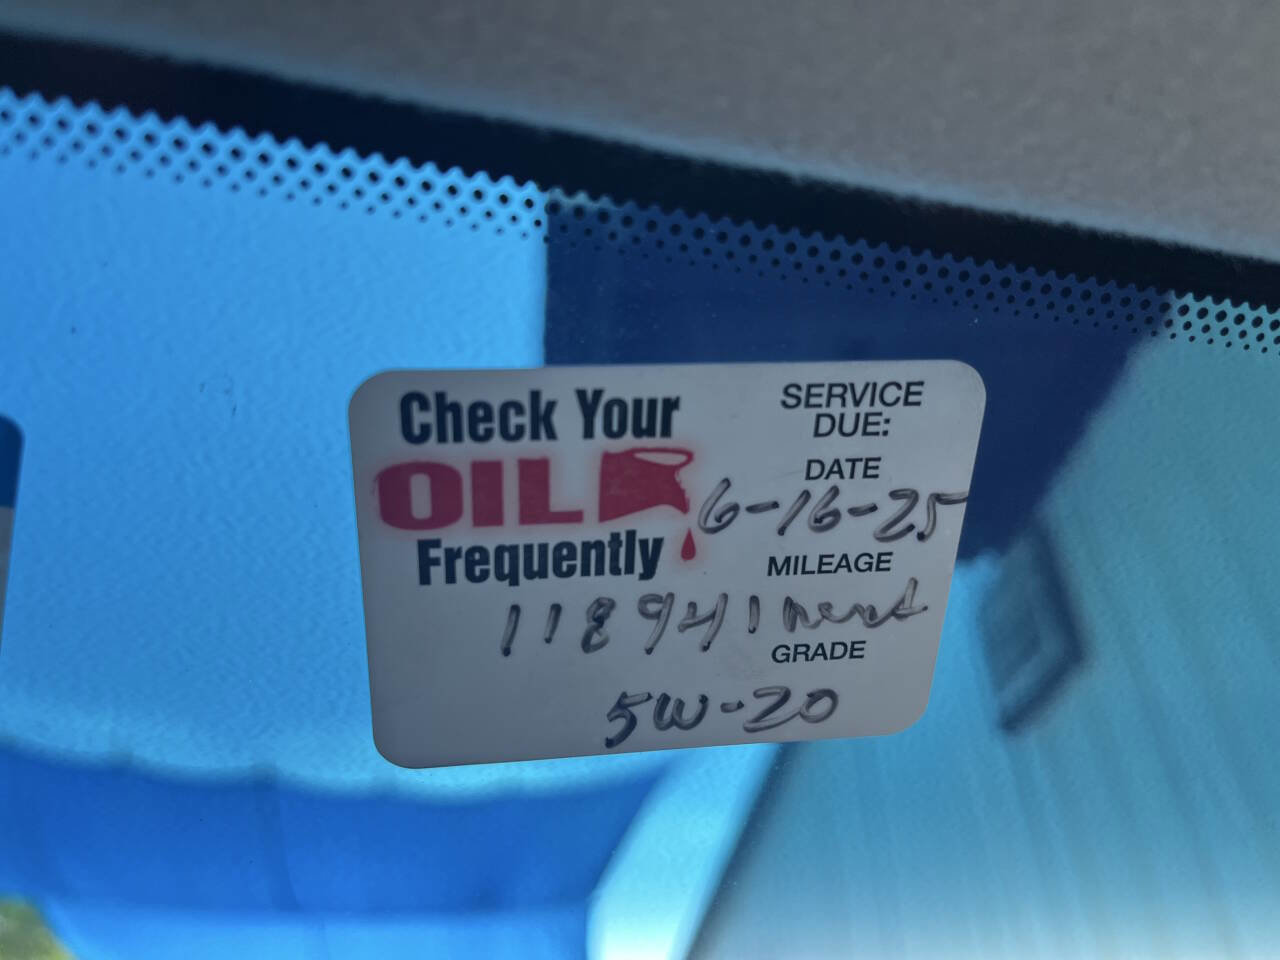 Check Your
OIL
Frequently
SERVICE
DUE:
DATE
6-16-25
MILEAGE
118941 next
GRADE
5W-20